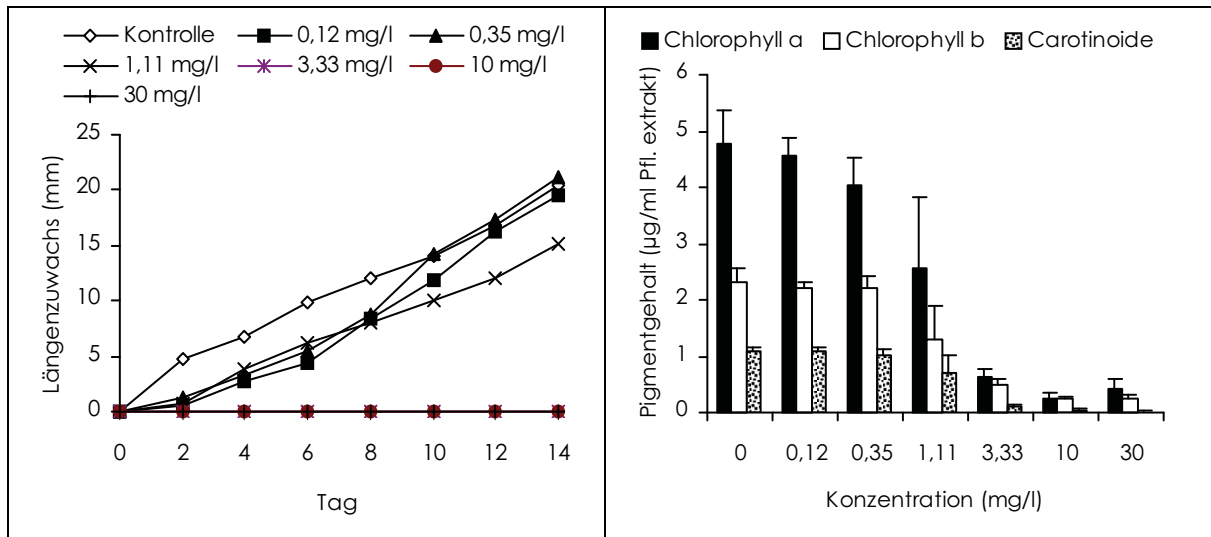 Kontrolle 0,12 mg/l 0,35 mg/l
1,11 mg/l 3,33 mg/l 10 mg/l
30 mg/l
Längenzuwachs (mm)
25
20
15
10
5
0
0 2 4 6 8 10 12 14
Tag
Chlorophyll a Chlorophyll b Carotinoide
Pigmentgehalt (µg/ml Pfl. extrakt)
6
5
4
3
2
1
0
0 0,12 0,35 1,11 3,33 10 30
Konzentration (mg/l)